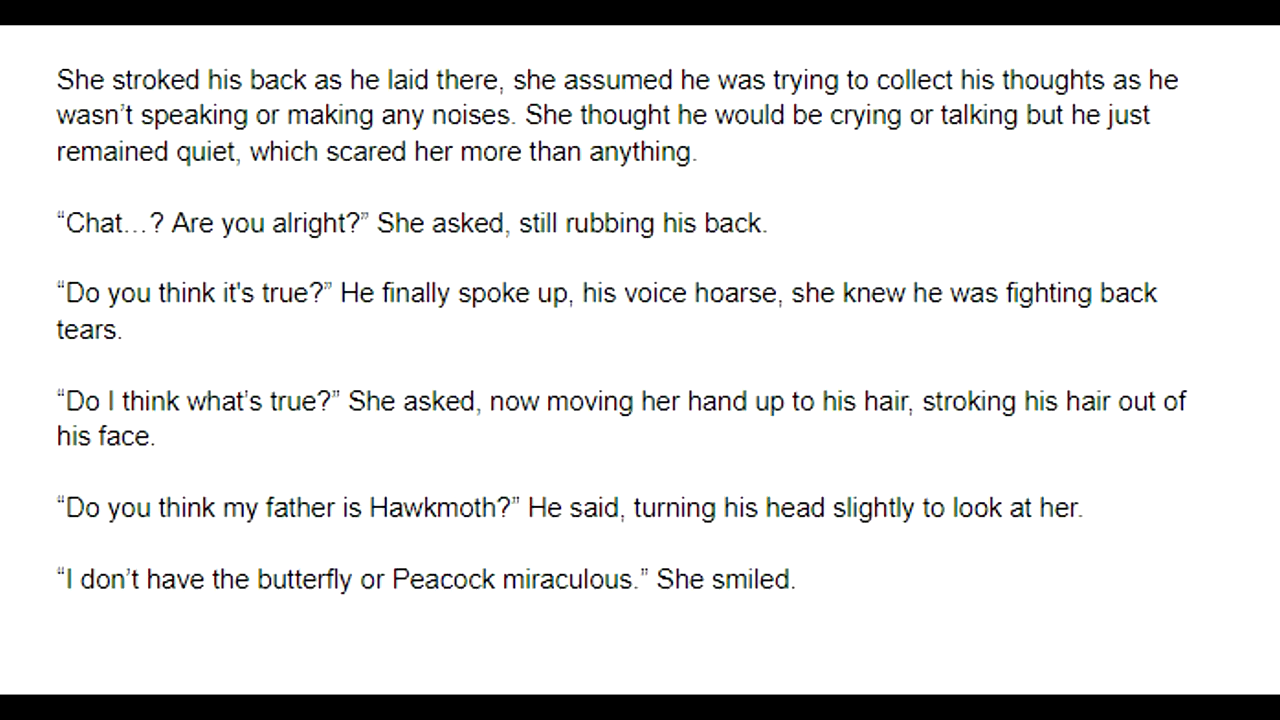 She stroked his back as he laid there, she assumed he was trying to collect his thoughts as he
wasn’t speaking or making any noises. She thought he would be crying or talking but he just
remained quiet, which scared her more than anything.
“Chat…? Are you alright?” She asked, still rubbing his back.
“Do you think it's true?” He finally spoke up, his voice hoarse, she knew he was fighting back
tears.
“Do I think what’s true?” She asked, now moving her hand up to his hair, stroking his hair out of
his face.
“Do you think my father is Hawkmoth?” He said, turning his head slightly to look at her.
“I don’t have the butterfly or Peacock miraculous.” She smiled.